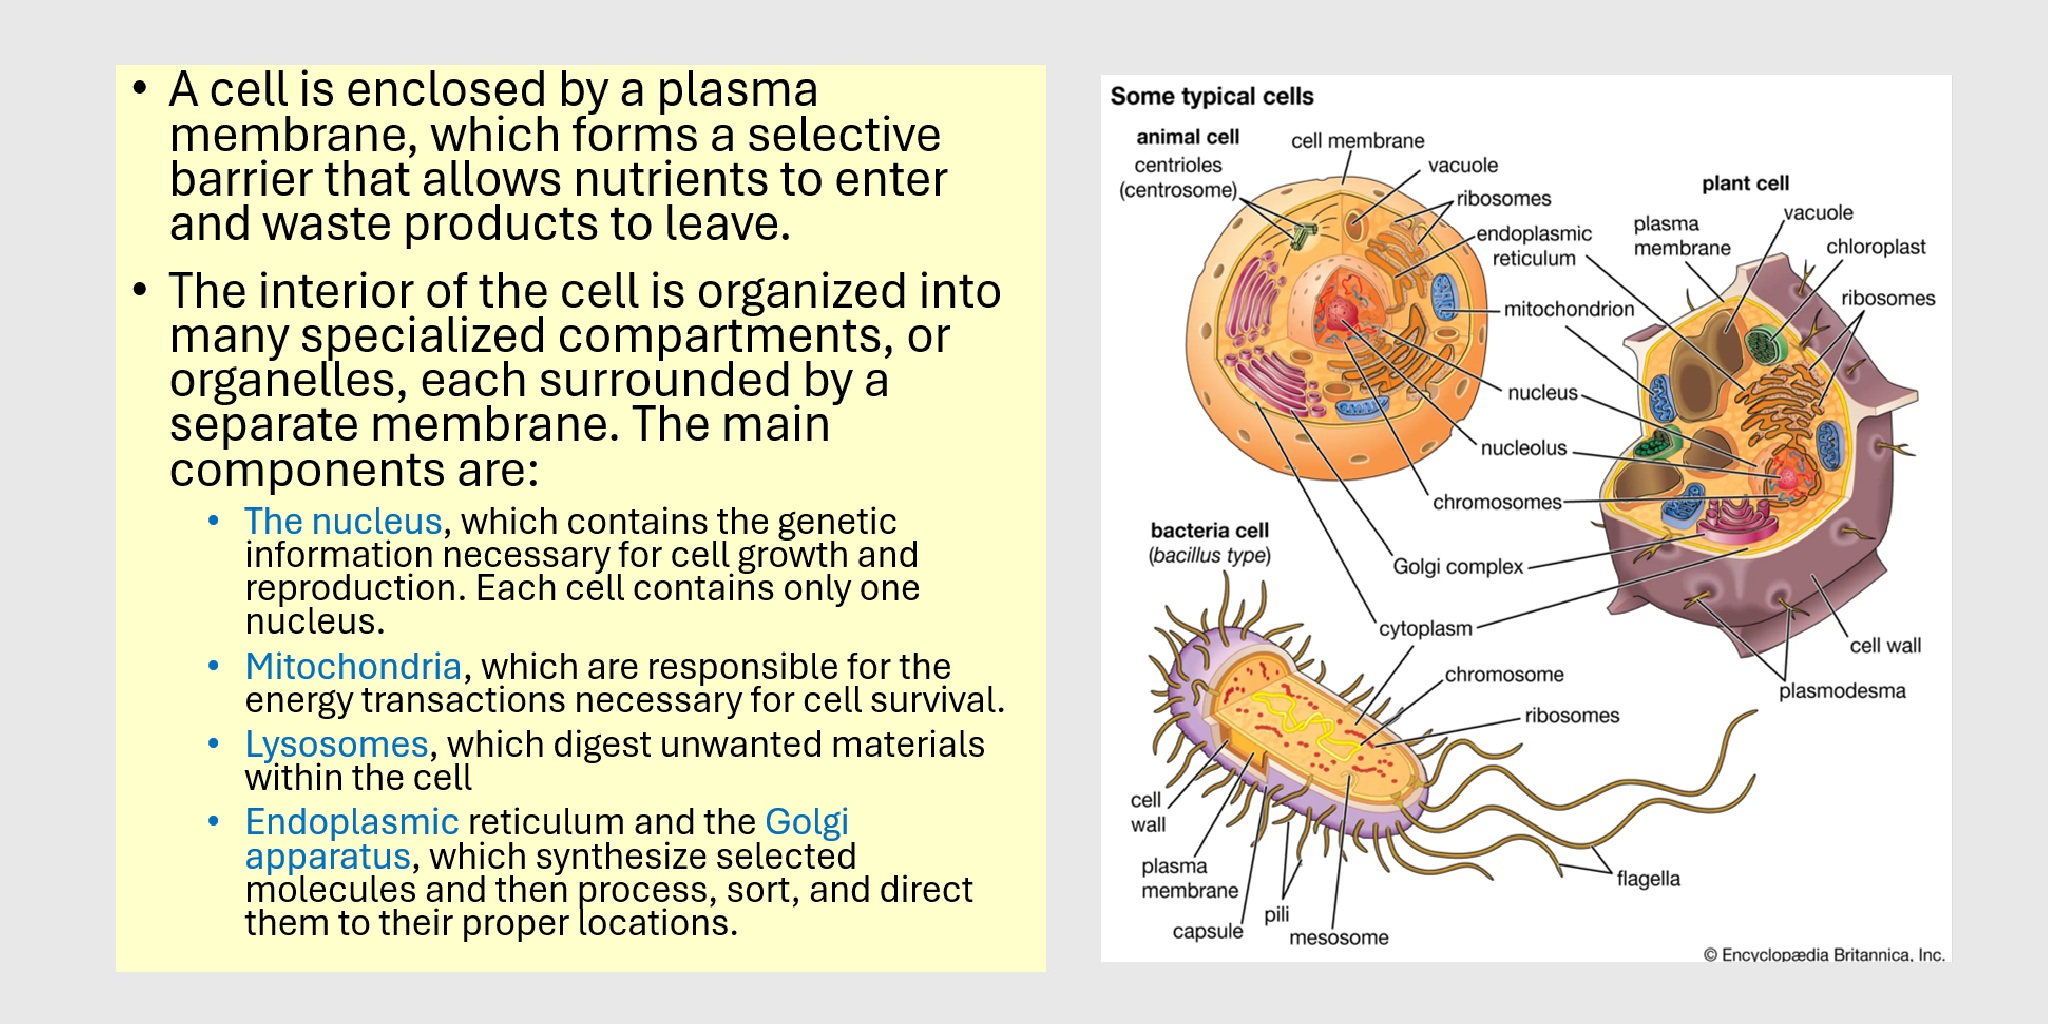 • A cell is enclosed by a plasma
membrane, which forms a selective
barrier that allows nutrients to enter
and waste products to leave.
• The interior of the cell is organized into
many specialized compartments, or
organelles, each surrounded by a
separate membrane. The main
components are:
• The nucleus, which contains the genetic
information necessary for cell growth and
reproduction. Each cell contains only one
nucleus.
• Mitochondria, which are responsible for the
energy transactions necessary for cell survival.
• Lysosomes, which digest unwanted materials
within the cell
• Endoplasmic reticulum and the Golgi
apparatus, which synthesize selected
molecules and then process, sort, and direct
them to their proper locations.
Some typical cells
animal cell
centrioles
(centrosome)
cell membrane
vacuole
ribosomes
endoplasmic
reticulum
mitochondrion
nucleus
nucleolus
chromosomes
Golgi complex
cytoplasm
plant cell
plasma
membrane
vacuole
chloroplast
ribosomes
cell wall
plasmodesma
bacteria cell
(bacillus type)
chromosome
ribosomes
cell
wall
plasma
membrane
capsule
pili
mesosome
flagella
© Encyclopædia Britannica, Inc.